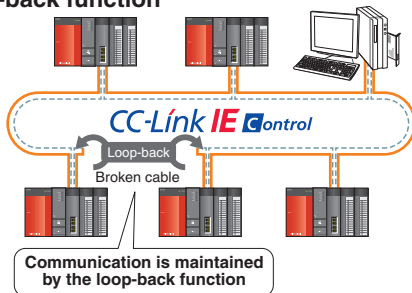 -back function
CC-Link IE Control
Loop-back
Broken cable
Communication is maintained
by the loop-back function